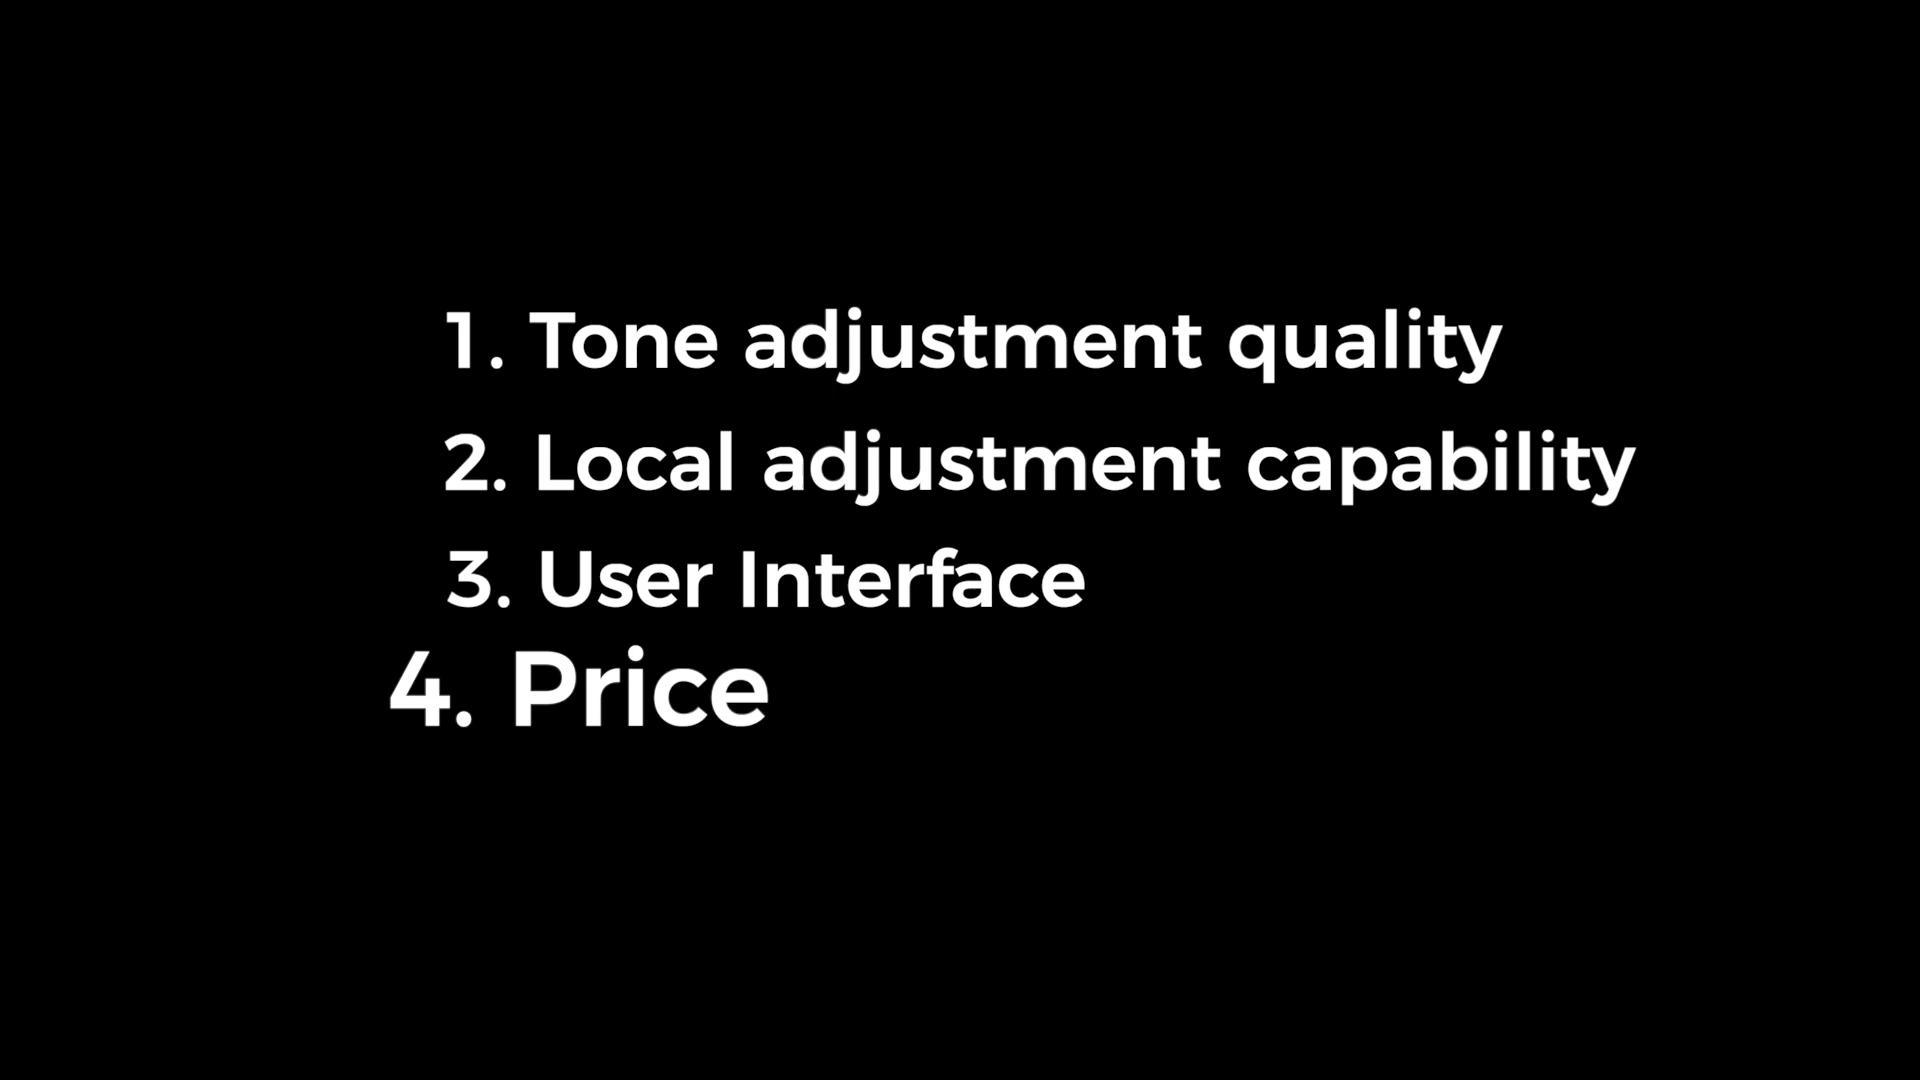 1. Tone adjustment quality
2. Local adjustment capability
3. User Interface
4. Price